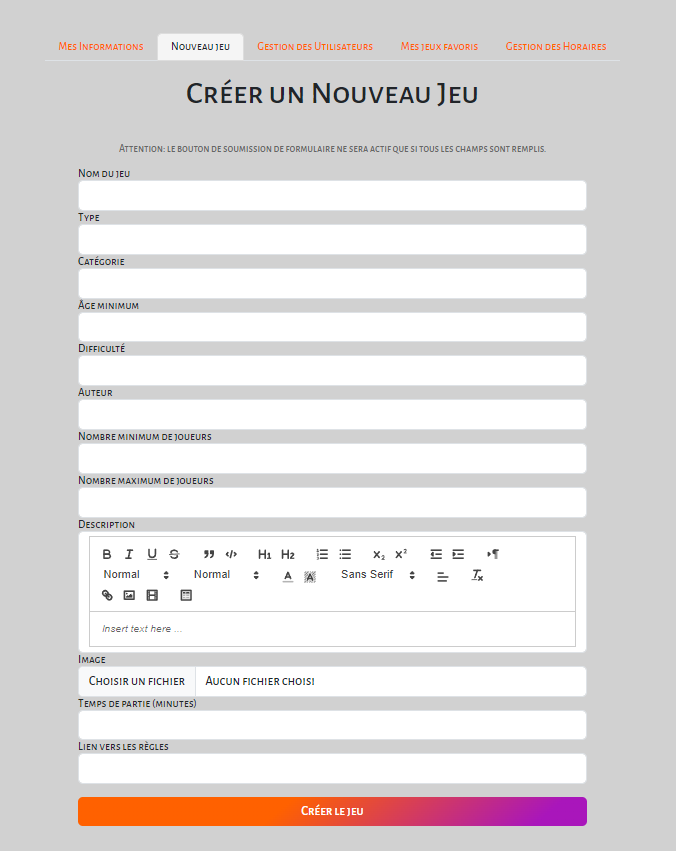 Mes Informations Nouveau jeu Gestion des Utilisateurs Mes jeux favoris Gestion des Horaires
Créer un Nouveau Jeu
Attention: le bouton de soumission de formulaire ne sera actif que si tous les champs sont remplis.
Nom du jeu
Type
Catégorie
Âge minimum
Difficulté
Auteur
Nombre minimum de joueurs
Nombre maximum de joueurs
Description
Normal Normal Sans Serif
Insert text here ...
Image
Choisir un fichier Aucun fichier choisi
Temps de partie (minutes)
Lien vers les règles
Créer le jeu